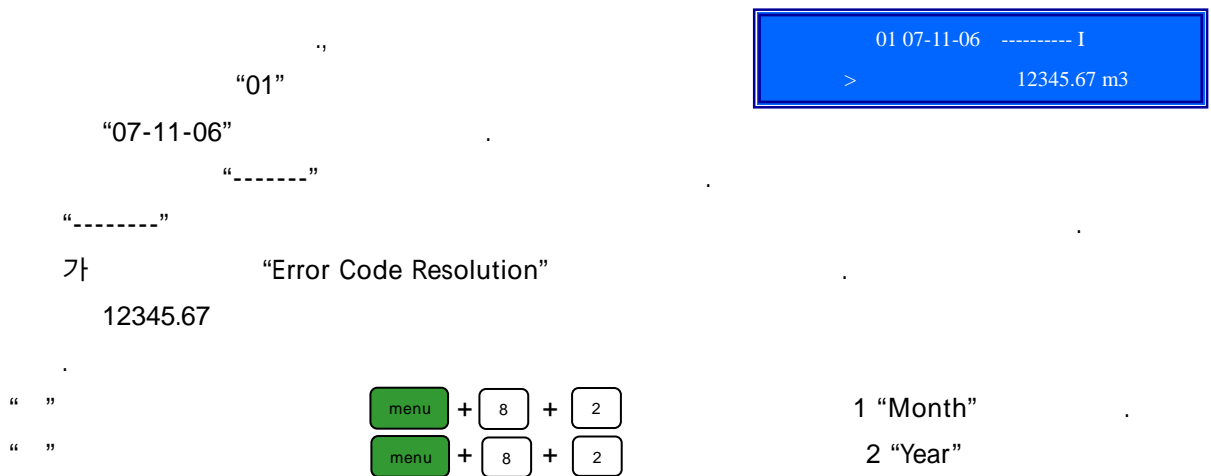 01 07-11-06 ---------- I
> 12345.67 m3
.,
“01”
“07-11-06” .
“-------” .
“--------” .
가 “Error Code Resolution” .
12345.67
.
“ ” menu + 8 + 2 1 “Month” .
“ ” menu + 8 + 2 2 “Year”